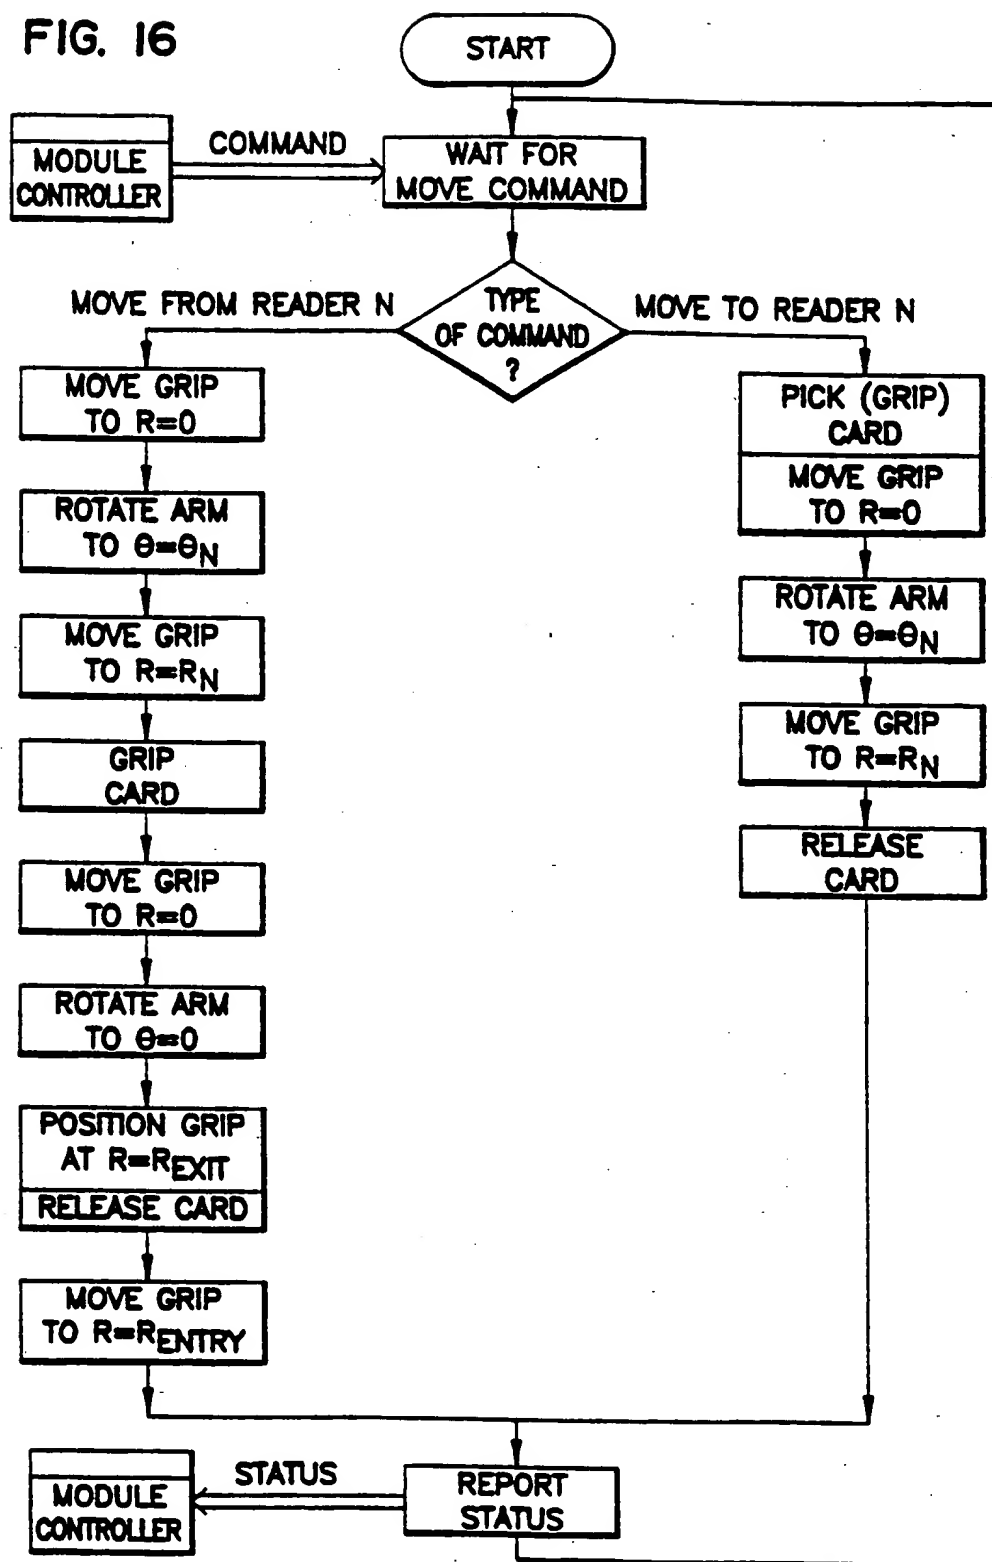 FIG. 16
START
COMMAND
MODULE
CONTROLLER
WAIT FOR
MOVE COMMAND
MOVE FROM READER N
TYPE
OF COMMAND
?
MOVE TO READER N
MOVE GRIP
TO R=0
ROTATE ARM
TO θ=θN
MOVE GRIP
TO R=RN
GRIP
CARD
MOVE GRIP
TO R=0
ROTATE ARM
TO θ=0
POSITION GRIP
AT R=REXIT
RELEASE CARD
MOVE GRIP
TO R=RENTRY
PICK (GRIP)
CARD
MOVE GRIP
TO R=0
ROTATE ARM
TO θ=θN
MOVE GRIP
TO R=RN
RELEASE
CARD
STATUS
MODULE
CONTROLLER
REPORT
STATUS